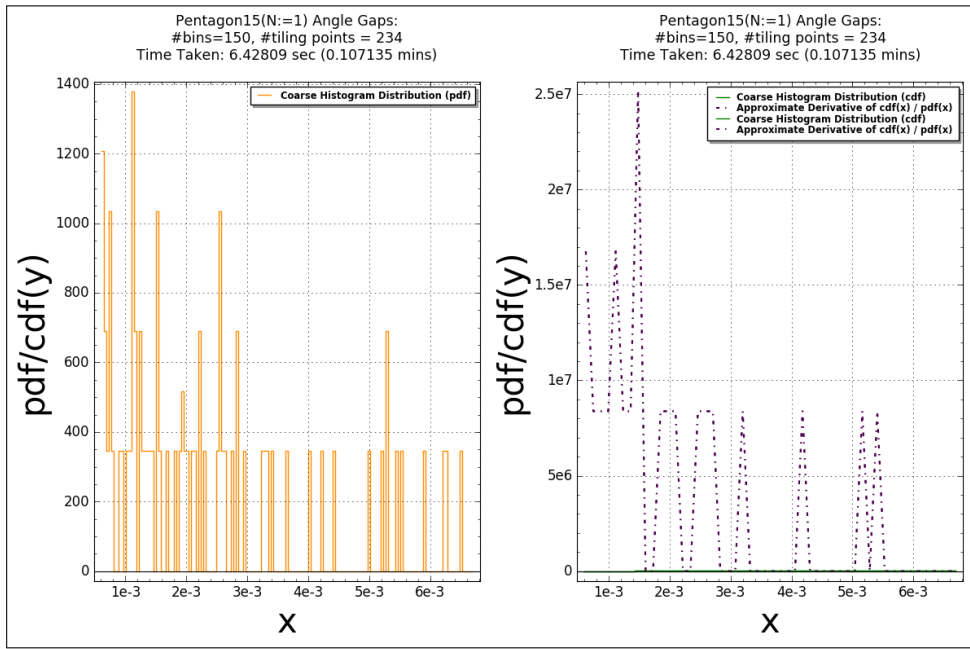 Pentagon15(N:=1) Angle Gaps:
#bins=150, #tiling points = 234
Time Taken: 6.42809 sec (0.107135 mins)
Coarse Histogram Distribution (pdf)
1400
1200
1000
800
600
400
200
0
pdf/cdf(y)
1e-3
2e-3
3e-3
4e-3
5e-3
6e-3
x
Pentagon15(N:=1) Angle Gaps:
#bins=150, #tiling points = 234
Time Taken: 6.42809 sec (0.107135 mins)
Coarse Histogram Distribution (cdf)
Approximate Derivative of cdf(x) / pdf(x)
Coarse Histogram Distribution (cdf)
Approximate Derivative of cdf(x) / pdf(x)
2.5e7
2e7
1.5e7
1e7
5e6
0
pdf/cdf(y)
1e-3
2e-3
3e-3
4e-3
5e-3
6e-3
x